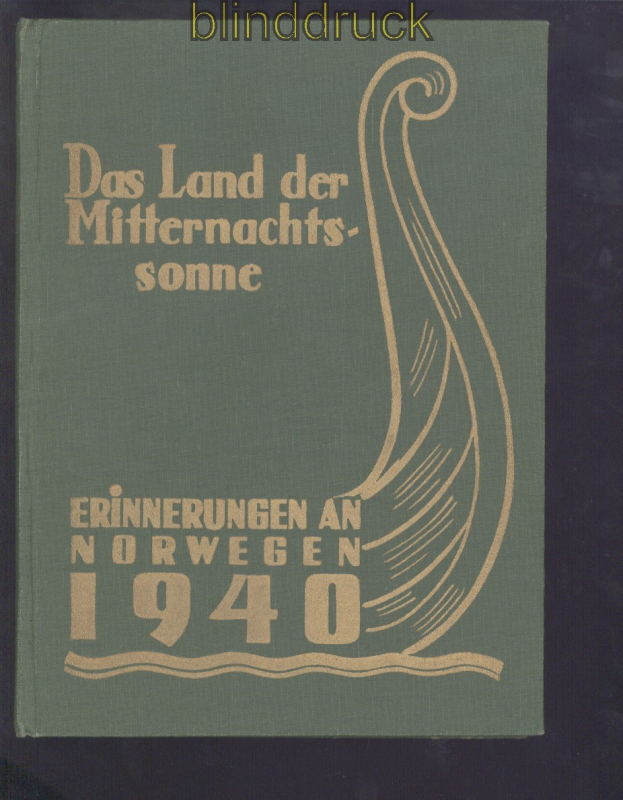 blinddruck
Das Land der
Mitternachts-
sonne
ERiNNERUNGEN AN
NORWEGEN
1940